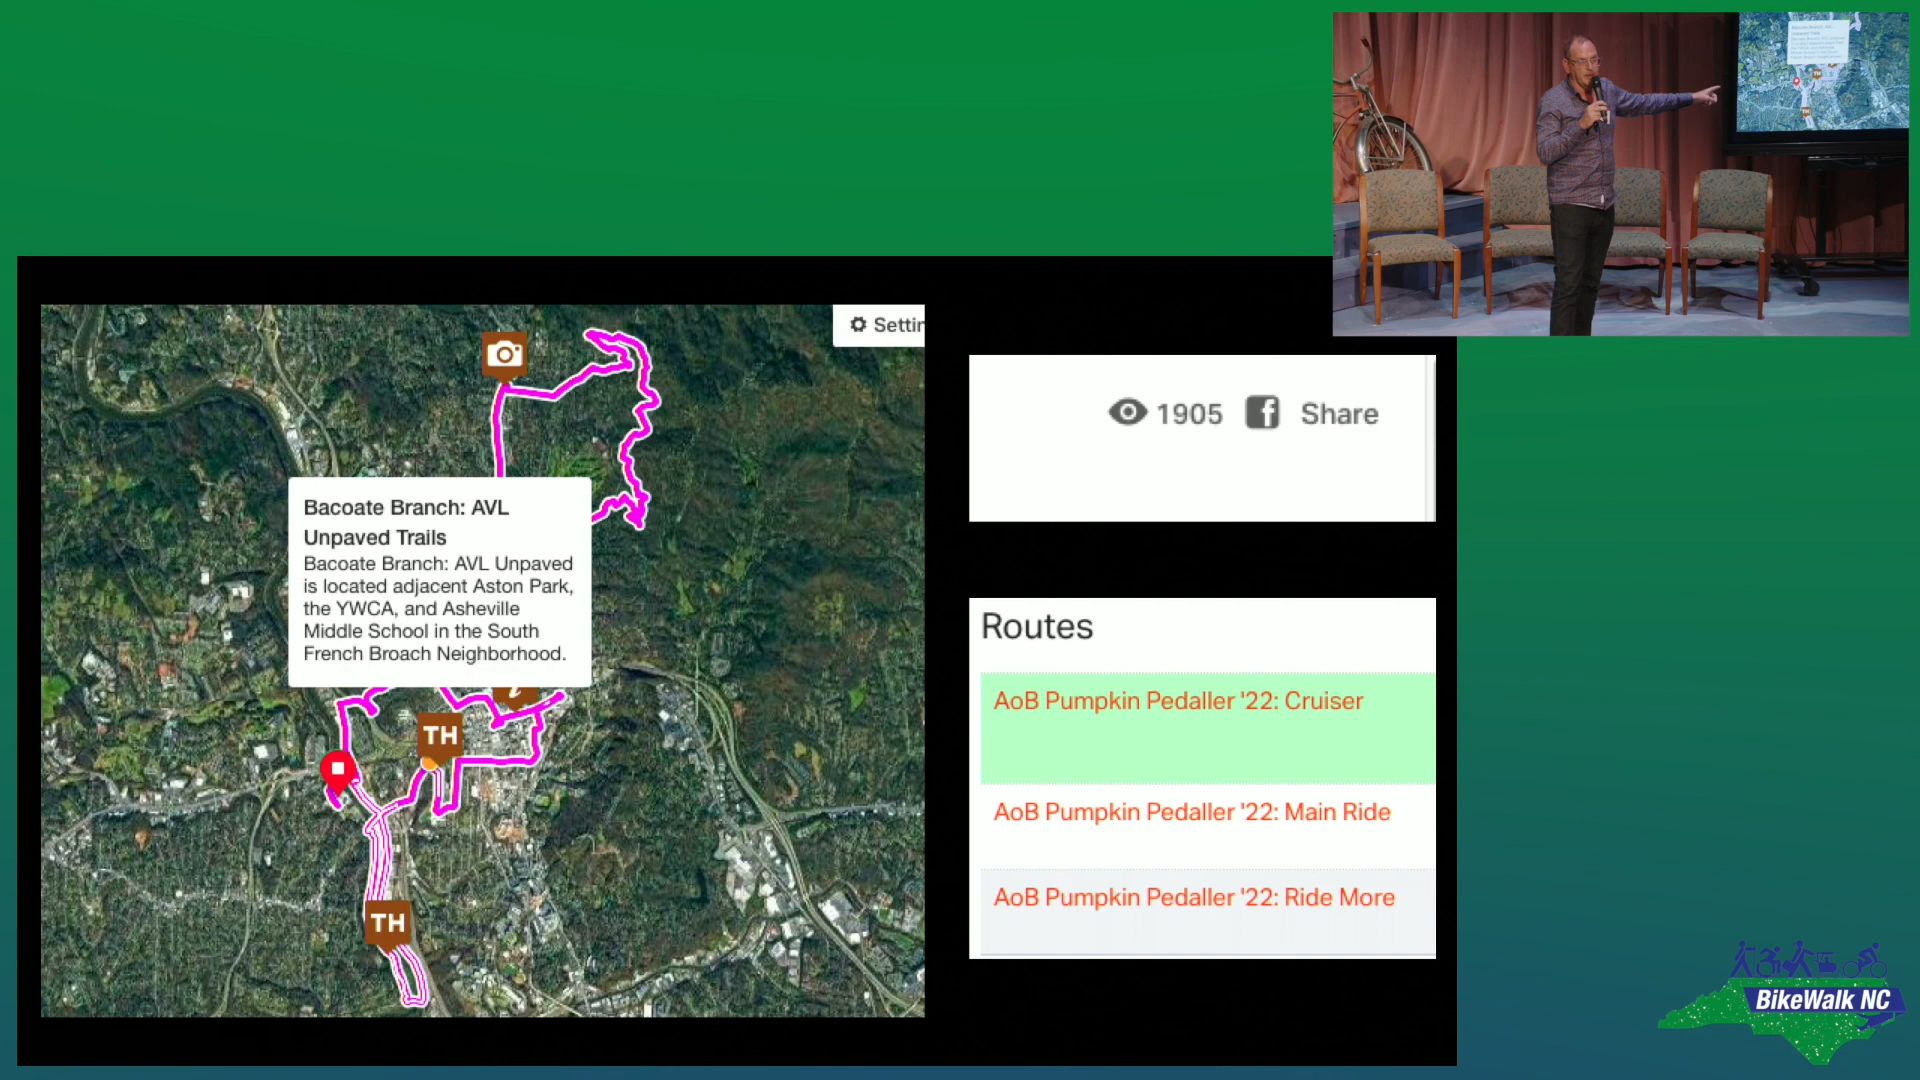 Settin
Bacoate Branch: AVL
Unpaved Trails
Bacoate Branch: AVL Unpaved
is located adjacent Aston Park,
the YWCA, and Asheville
Middle School in the South
French Broach Neighborhood.
i
TH
TH
1905 f Share
Routes
AoB Pumpkin Pedaller '22: Cruiser
AoB Pumpkin Pedaller '22: Main Ride
AoB Pumpkin Pedaller '22: Ride More
BikeWalk NC